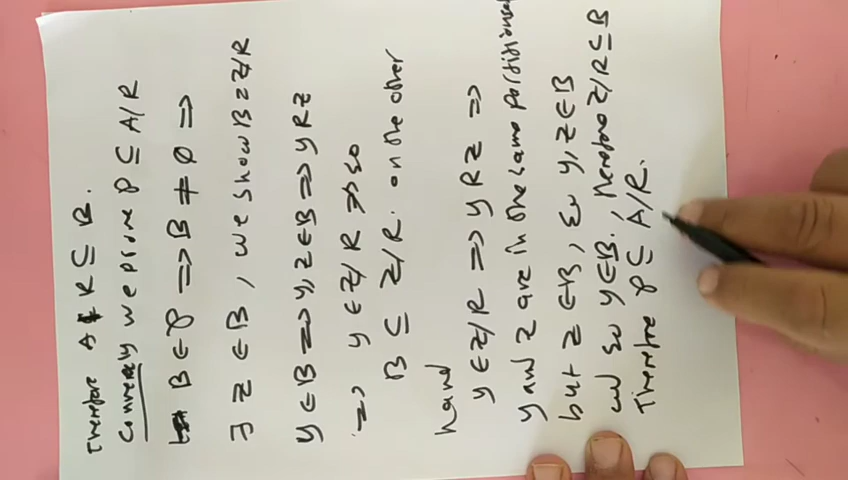 Therefore A/R ⊆ B.
Conversely we prove P ⊆ A/R
B ∈ P ⟹ B ≠ ∅ ⟹
∃ z ∈ B, we show B = z/R
y ∈ B ⟹ y, z ∈ B ⟹ y R z
⟹ y ∈ z/R ⟹ so
B ⊆ z/R. on the other
hand
y ∈ z/R ⟹ y R z ⟹
y and z are in the same partition
but z ∈ B, so y, z ∈ B
so y ∈ B, therefore z/R ⊆ B
Therefore P ⊆ A/R.